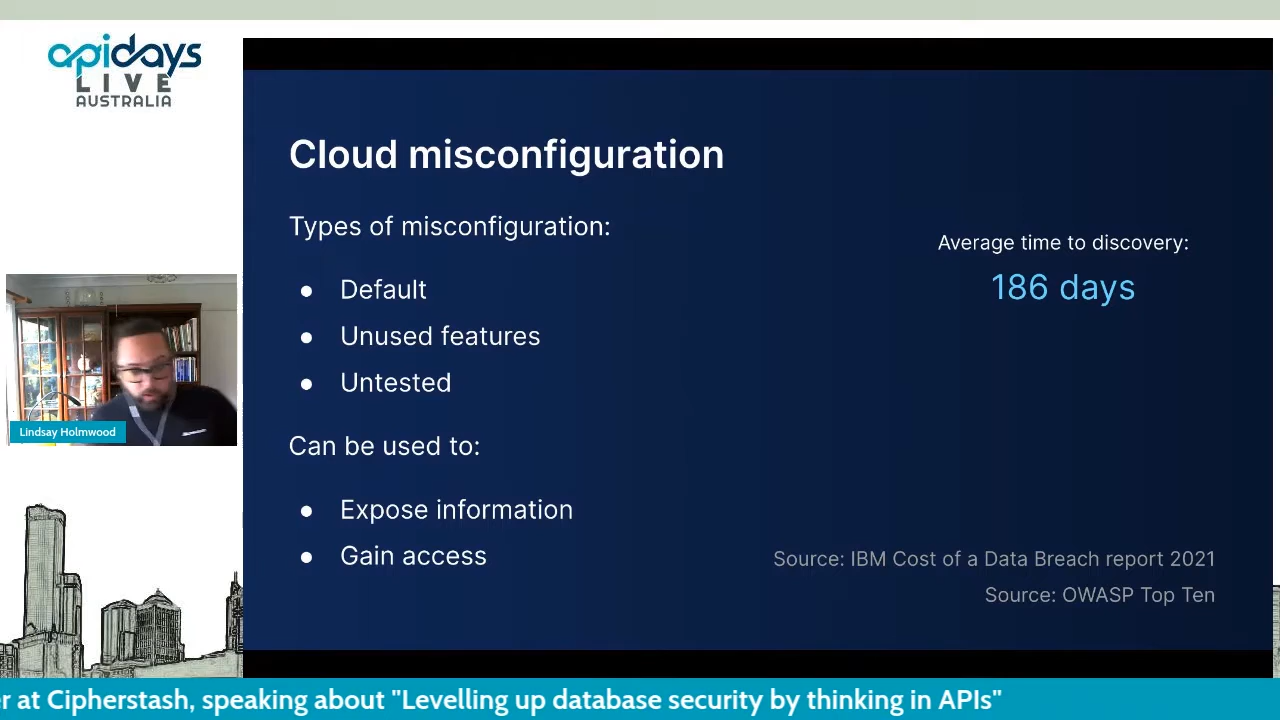 apidays
LIVE
AUSTRALIA
Cloud misconfiguration
Types of misconfiguration:
● Default
● Unused features
● Untested
Can be used to:
● Expose information
● Gain access
Average time to discovery:
186 days
Source: IBM Cost of a Data Breach report 2021
Source: OWASP Top Ten
Lindsay Holmwood
r at Cipherstash, speaking about "Levelling up database security by thinking in APIs"